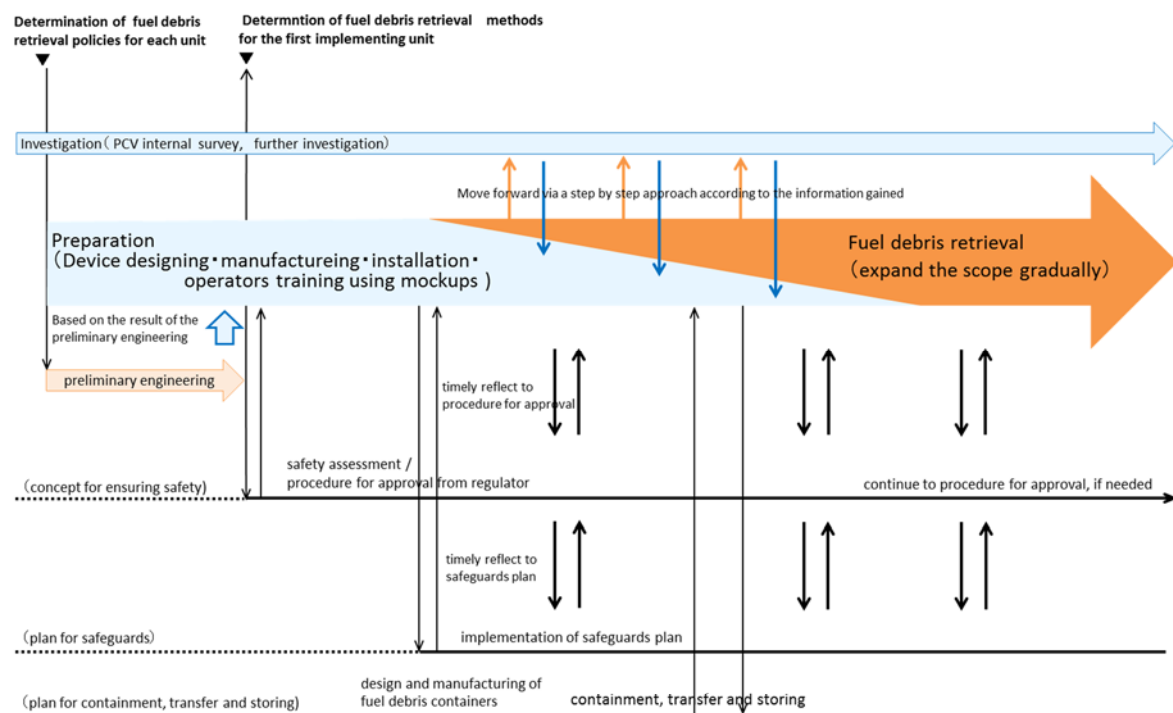 Determination of fuel debris
retrieval policies for each unit
Determntion of fuel debris retrieval methods
for the first implementing unit
Investigation( PCV internal survey, further investigation)
Move forward via a step by step approach according to the information gained
Preparation
(Device designing・manufactureing・installation・
operators training using mockups )
Fuel debris retrieval
(expand the scope gradually)
Based on the result of the
preliminary engineering
preliminary engineering
timely reflect to
procedure for approval
safety assessment /
procedure for approval from regulator
(concept for ensuring safety)
continue to procedure for approval, if needed
timely reflect to
safeguards plan
(plan for safeguards)
implementation of safeguards plan
design and manufacturing of
fuel debris containers
containment, transfer and storing
(plan for containment, transfer and storing)